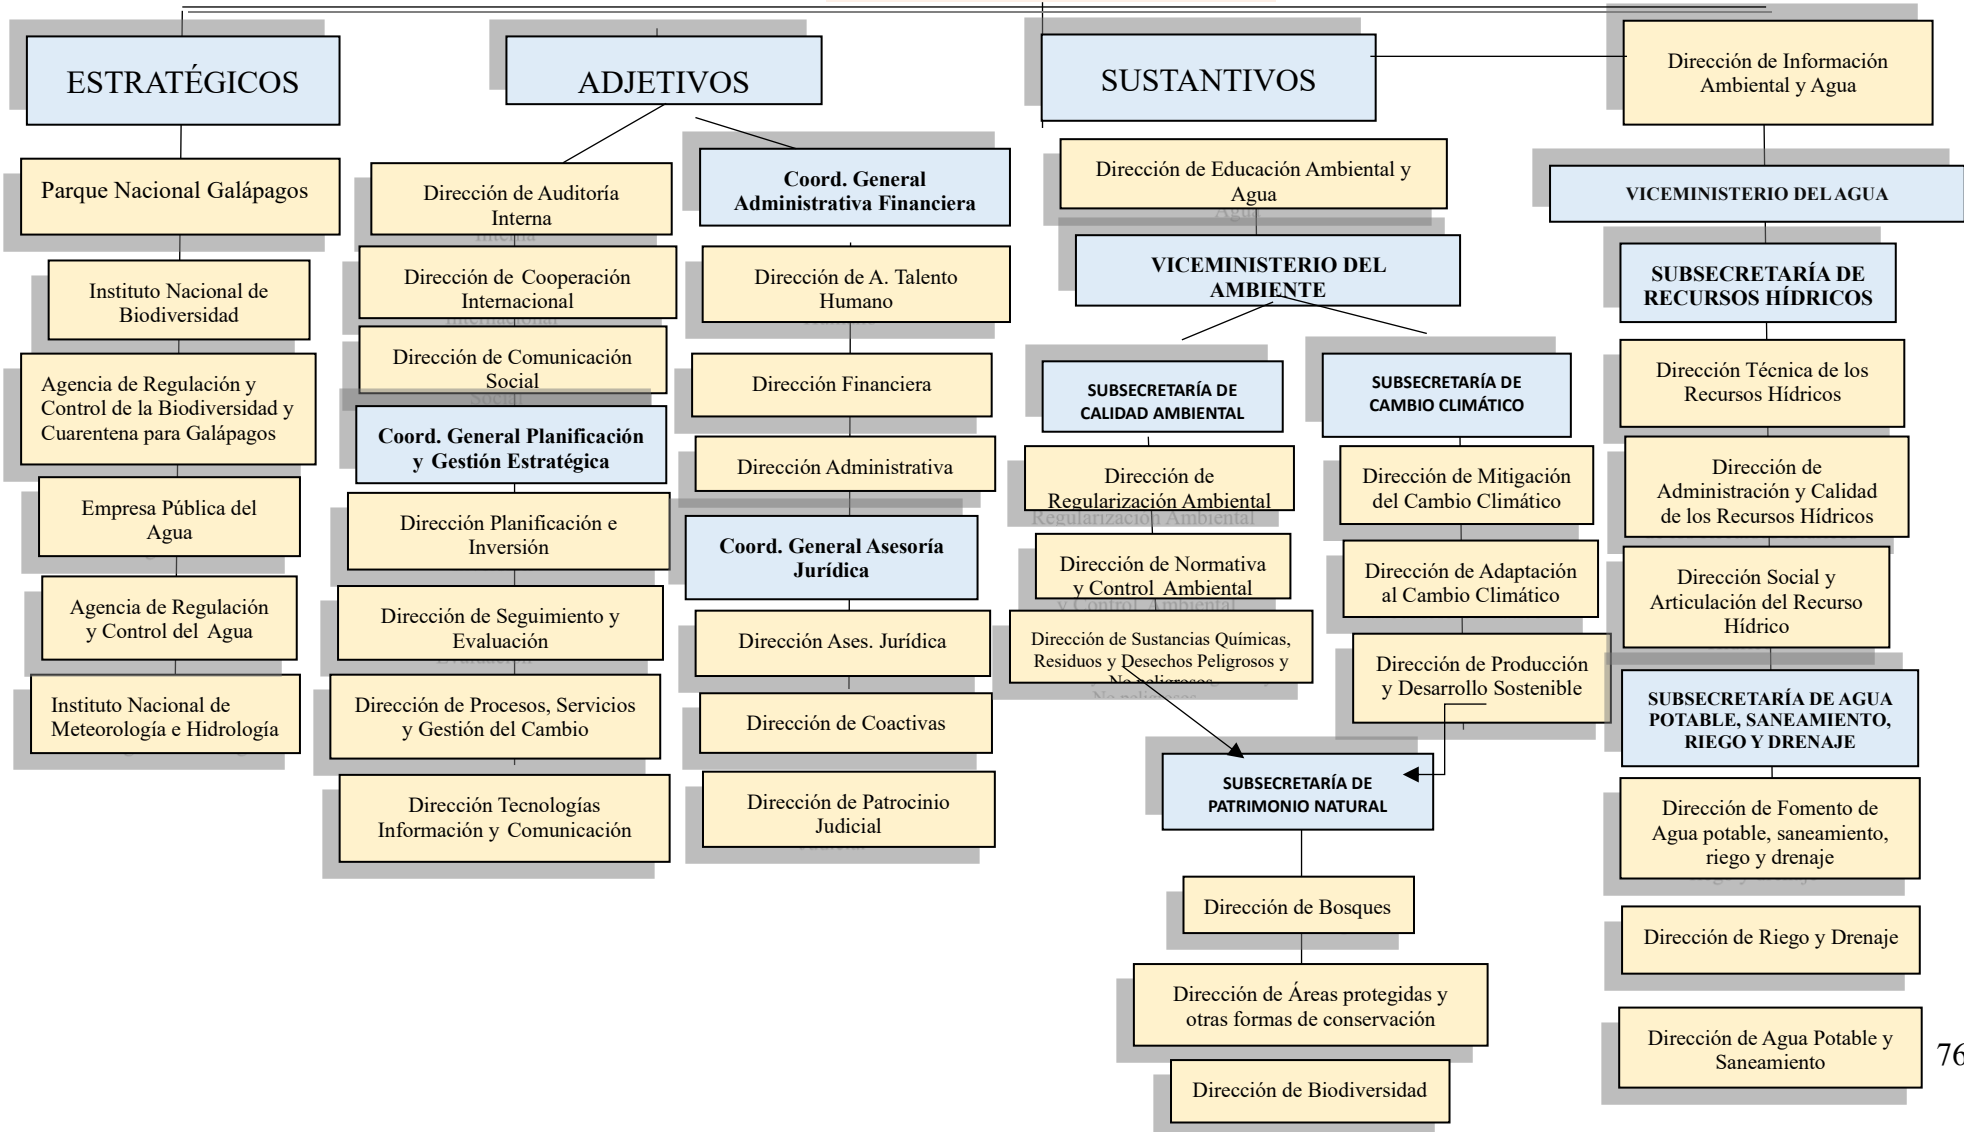 ESTRATÉGICOS
Parque Nacional Galápagos
Instituto Nacional de
Biodiversidad
Agencia de Regulación y
Control de la Biodiversidad y
Cuarentena para Galápagos
Empresa Pública del
Agua
Agencia de Regulación
y Control del Agua
Instituto Nacional de
Meteorología e Hidrología
ADJETIVOS
Dirección de Auditoría
Interna
Dirección de Cooperación
Internacional
Dirección de Comunicación
Social
Coord. General Planificación
y Gestión Estratégica
Dirección Planificación e
Inversión
Dirección de Seguimiento y
Evaluación
Dirección de Procesos, Servicios
y Gestión del Cambio
Dirección Tecnologías
Información y Comunicación
Coord. General
Administrativa Financiera
Dirección de A. Talento
Humano
Dirección Financiera
Dirección Administrativa
Coord. General Asesoría
Jurídica
Dirección Ases. Jurídica
Dirección de Coactivas
Dirección de Patrocinio
Judicial
SUSTANTIVOS
Dirección de Educación Ambiental y
Agua
VICEMINISTERIO DEL
AMBIENTE
SUBSECRETARÍA DE
CALIDAD AMBIENTAL
Dirección de
Regularización Ambiental
Dirección de Normativa
y Control Ambiental
Dirección de Sustancias Químicas,
Residuos y Desechos Peligrosos y
No peligrosos
SUBSECRETARÍA DE
CAMBIO CLIMÁTICO
Dirección de Mitigación
del Cambio Climático
Dirección de Adaptación
al Cambio Climático
Dirección de Producción
y Desarrollo Sostenible
SUBSECRETARÍA DE
PATRIMONIO NATURAL
Dirección de Bosques
Dirección de Áreas protegidas y
otras formas de conservación
Dirección de Biodiversidad
Dirección de Información
Ambiental y Agua
VICEMINISTERIO DEL AGUA
SUBSECRETARÍA DE
RECURSOS HÍDRICOS
Dirección Técnica de los
Recursos Hídricos
Dirección de
Administración y Calidad
de los Recursos Hídricos
Dirección Social y
Articulación del Recurso
Hídrico
SUBSECRETARÍA DE AGUA
POTABLE, SANEAMIENTO,
RIEGO Y DRENAJE
Dirección de Fomento de
Agua potable, saneamiento,
riego y drenaje
Dirección de Riego y Drenaje
Dirección de Agua Potable y
Saneamiento
76